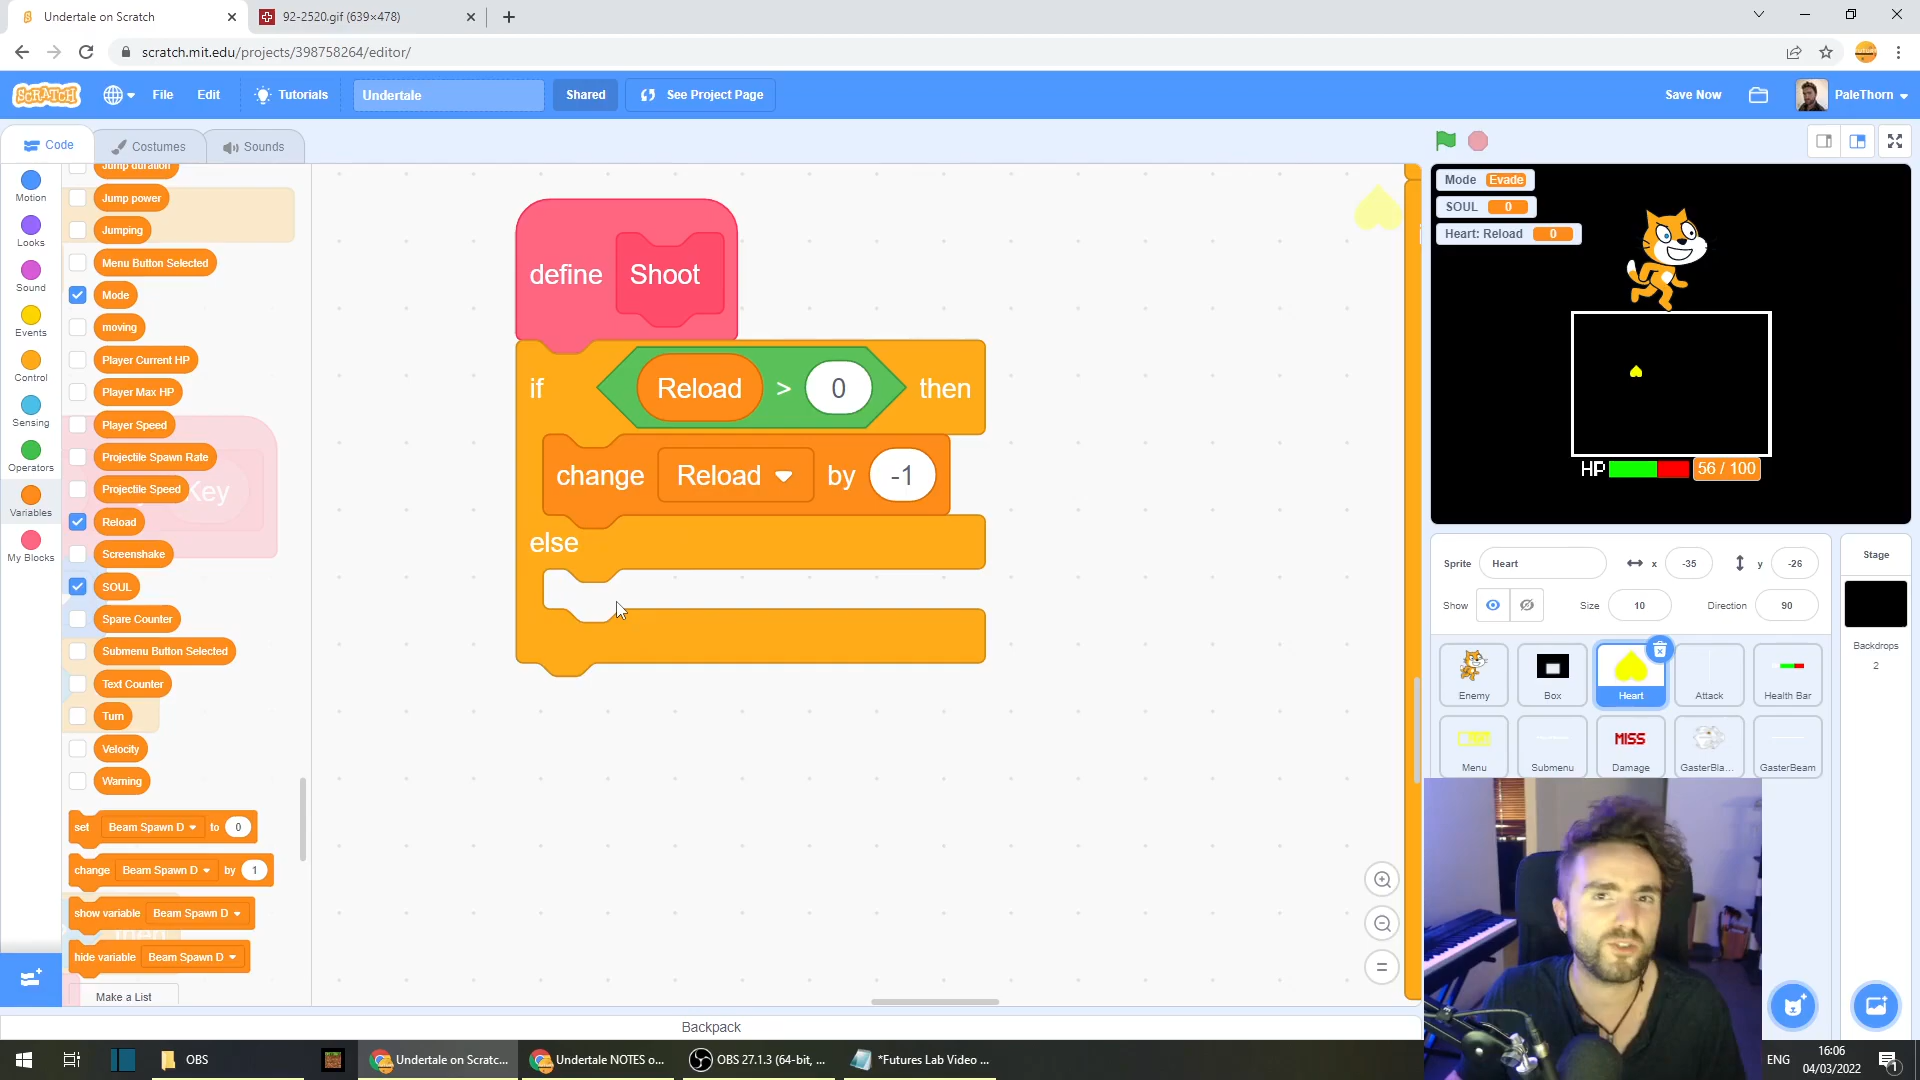 Undertale on Scratch
92-2520.gif (639×478)
scratch.mit.edu/projects/398758264/editor/
SCRATCH
File
Edit
Tutorials
Undertale
Shared
See Project Page
Save Now
PaleThorn
Code
Costumes
Sounds
Motion
Looks
Sound
Events
Control
Sensing
Operators
Variables
My Blocks
Jump duration
Jump power
Jumping
Menu Button Selected
Mode
moving
Player Current HP
Player Max HP
Player Speed
Projectile Spawn Rate
Projectile Speed
Key
Reload
Screenshake
SOUL
Spare Counter
Submenu Button Selected
Text Counter
Turn
Velocity
Warning
set Beam Spawn D to 0
change Beam Spawn D by 1
show variable Beam Spawn D
then
hide variable Beam Spawn D
Make a List
define Shoot
if Reload > 0 then
change Reload by -1
else
Mode Evade
SOUL 0
Heart: Reload 0
HP 56 / 100
Sprite Heart x -35 y -26
Show Size 10 Direction 90
Stage
Backdrops
2
Enemy
Box
Heart
Attack
Health Bar
MISS
Menu
Submenu
Damage
GasterBla...
GasterBeam
Backpack
OBS
Undertale on Scratc...
Undertale NOTES o...
OBS 27.1.3 (64-bit, ...
*Futures Lab Video ...
ENG
16:06
04/03/2022
1